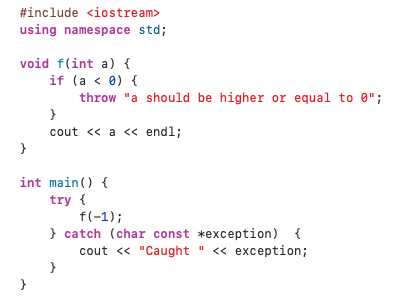 #include <iostream>
using namespace std;
void f(int a) {
if (a < 0) {
throw "a should be higher or equal to 0";
}
cout << a << endl;
}
int main() {
try {
f(-1);
} catch (char const *exception)  {
cout << "Caught " << exception;
}
}